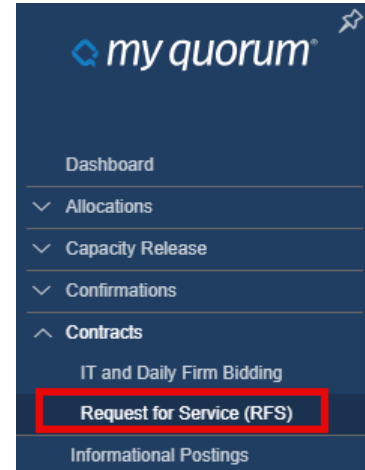 my quorum®
Dashboard
Allocations
Capacity Release
Confirmations
Contracts
IT and Daily Firm Bidding
Request for Service (RFS)
Informational Postings